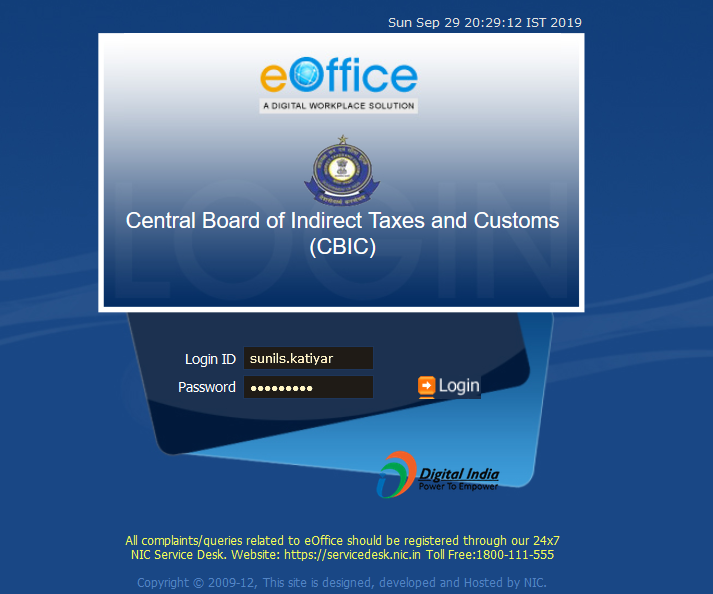 Sun Sep 29 20:29:12 IST 2019
eOffice
A DIGITAL WORKPLACE SOLUTION
LOGIN
Central Board of Indirect Taxes and Customs
(CBIC)
Login ID sunils.katiyar
Password •••••••••
Login
Digital India
Power To Empower
All complaints/queries related to eOffice should be registered through our 24x7
NIC Service Desk. Website: https://servicedesk.nic.in Toll Free:1800-111-555
Copyright © 2009-12, This site is designed, developed and Hosted by NIC.